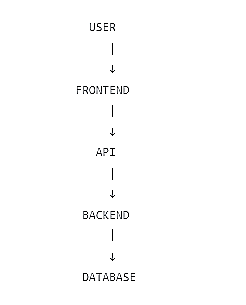 USER
|
↓
FRONTEND
|
↓
API
|
↓
BACKEND
|
↓
DATABASE